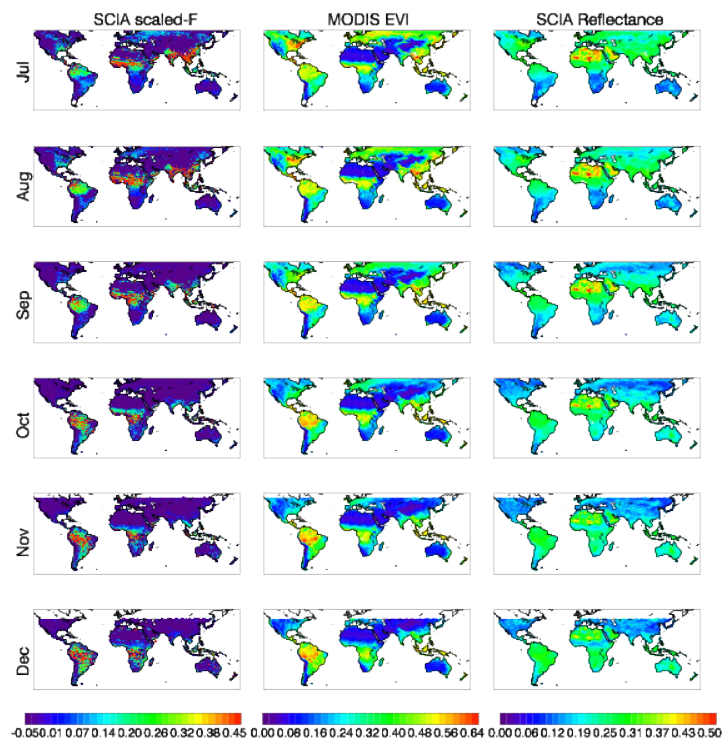 SCIA scaled-F MODIS EVI SCIA Reflectance
Jul
Aug
Sep
Oct
Nov
Dec
-0.05 0.01 0.07 0.14 0.20 0.26 0.32 0.38 0.45 0.00 0.08 0.16 0.24 0.32 0.40 0.48 0.56 0.64 0.00 0.06 0.12 0.19 0.25 0.31 0.37 0.43 0.50